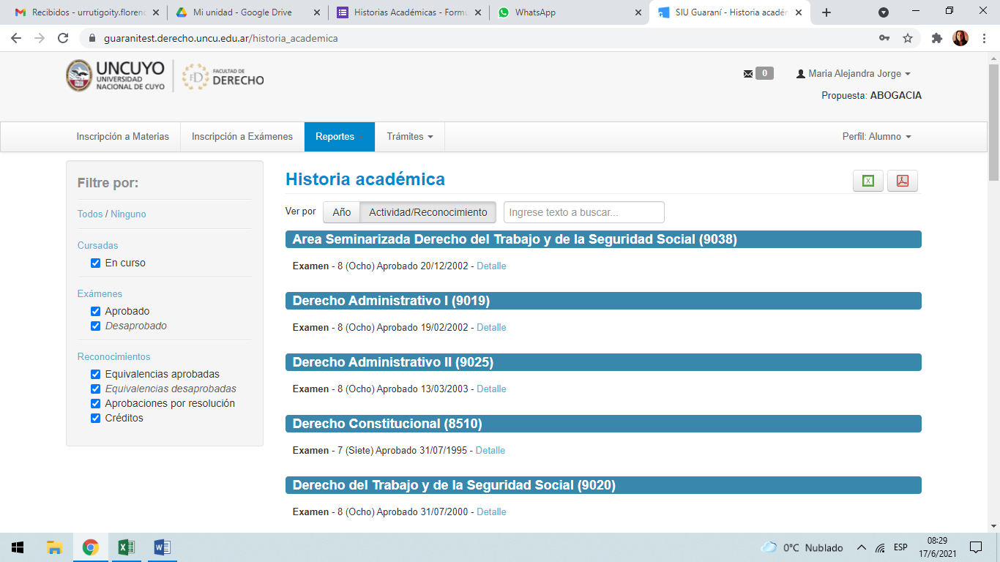 Recibidos - urrutigoity.florenc
Mi unidad - Google Drive
Historias Académicas - Formu
WhatsApp
SIU Guaraní - Historia académ
guaranitest.derecho.uncu.edu.ar/historia_academica
UNCUYO
UNIVERSIDAD
NACIONAL DE CUYO
FD
FACULTAD DE
DERECHO
0
Maria Alejandra Jorge
Propuesta: ABOGACIA
Inscripción a Materias
Inscripción a Exámenes
Reportes
Trámites
Perfil: Alumno
Filtre por:
Todos / Ninguno
Cursadas
En curso
Exámenes
Aprobado
Desaprobado
Reconocimientos
Equivalencias aprobadas
Equivalencias desaprobadas
Aprobaciones por resolución
Créditos
Historia académica
Ver por
Año
Actividad/Reconocimiento
Ingrese texto a buscar...
Area Seminarizada Derecho del Trabajo y de la Seguridad Social (9038)
Examen - 8 (Ocho) Aprobado 20/12/2002 - Detalle
Derecho Administrativo I (9019)
Examen - 8 (Ocho) Aprobado 19/02/2002 - Detalle
Derecho Administrativo II (9025)
Examen - 8 (Ocho) Aprobado 13/03/2003 - Detalle
Derecho Constitucional (8510)
Examen - 7 (Siete) Aprobado 31/07/1995 - Detalle
Derecho del Trabajo y de la Seguridad Social (9020)
Examen - 8 (Ocho) Aprobado 31/07/2000 - Detalle
0°C Nublado
ESP
08:29
17/6/2021